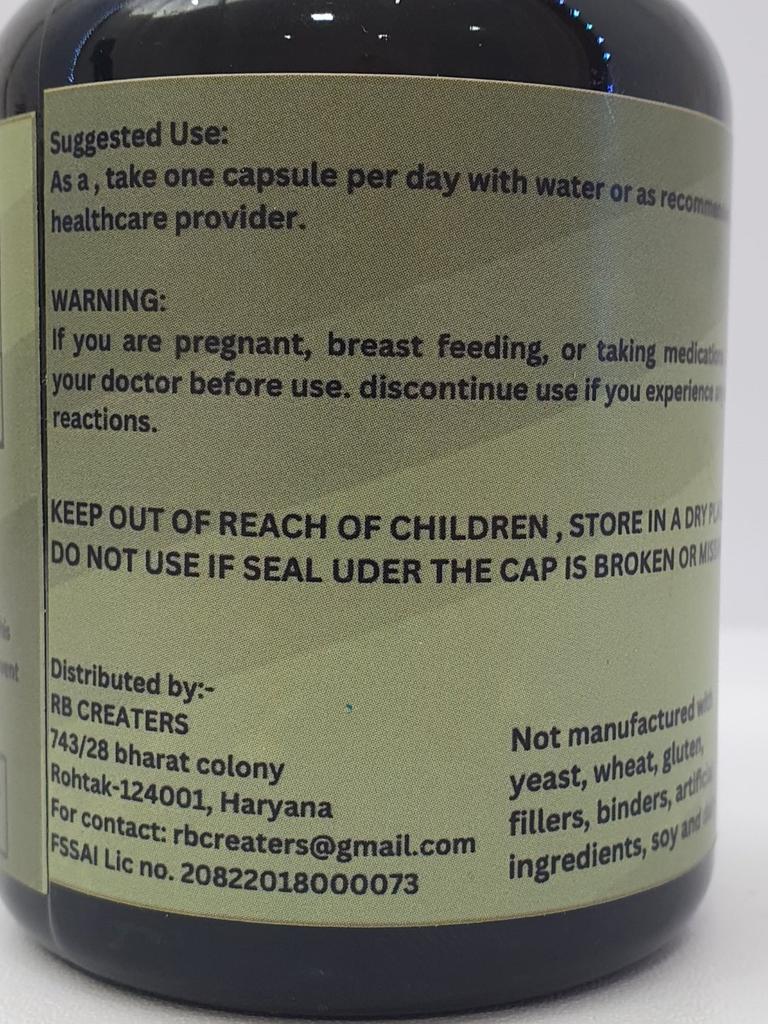 Suggested Use:
As a , take one capsule per day with water or as
healthcare provider.
WARNING:
If you are pregnant, breast feeding, or taking
your doctor before use. discontinue use if you experience
reactions.
KEEP OUT OF REACH OF CHILDREN , STORE IN A DRY
DO NOT USE IF SEAL UDER THE CAP IS BROKEN OR
Distributed by:-
RB CREATERS
743/28 bharat colony
Rohtak-124001, Haryana
For contact: rbcreaters@gmail.com
FSSAI Lic no. 20822018000073
Not manufactured with
yeast, wheat, gluten,
fillers, binders,
ingredients, soy and